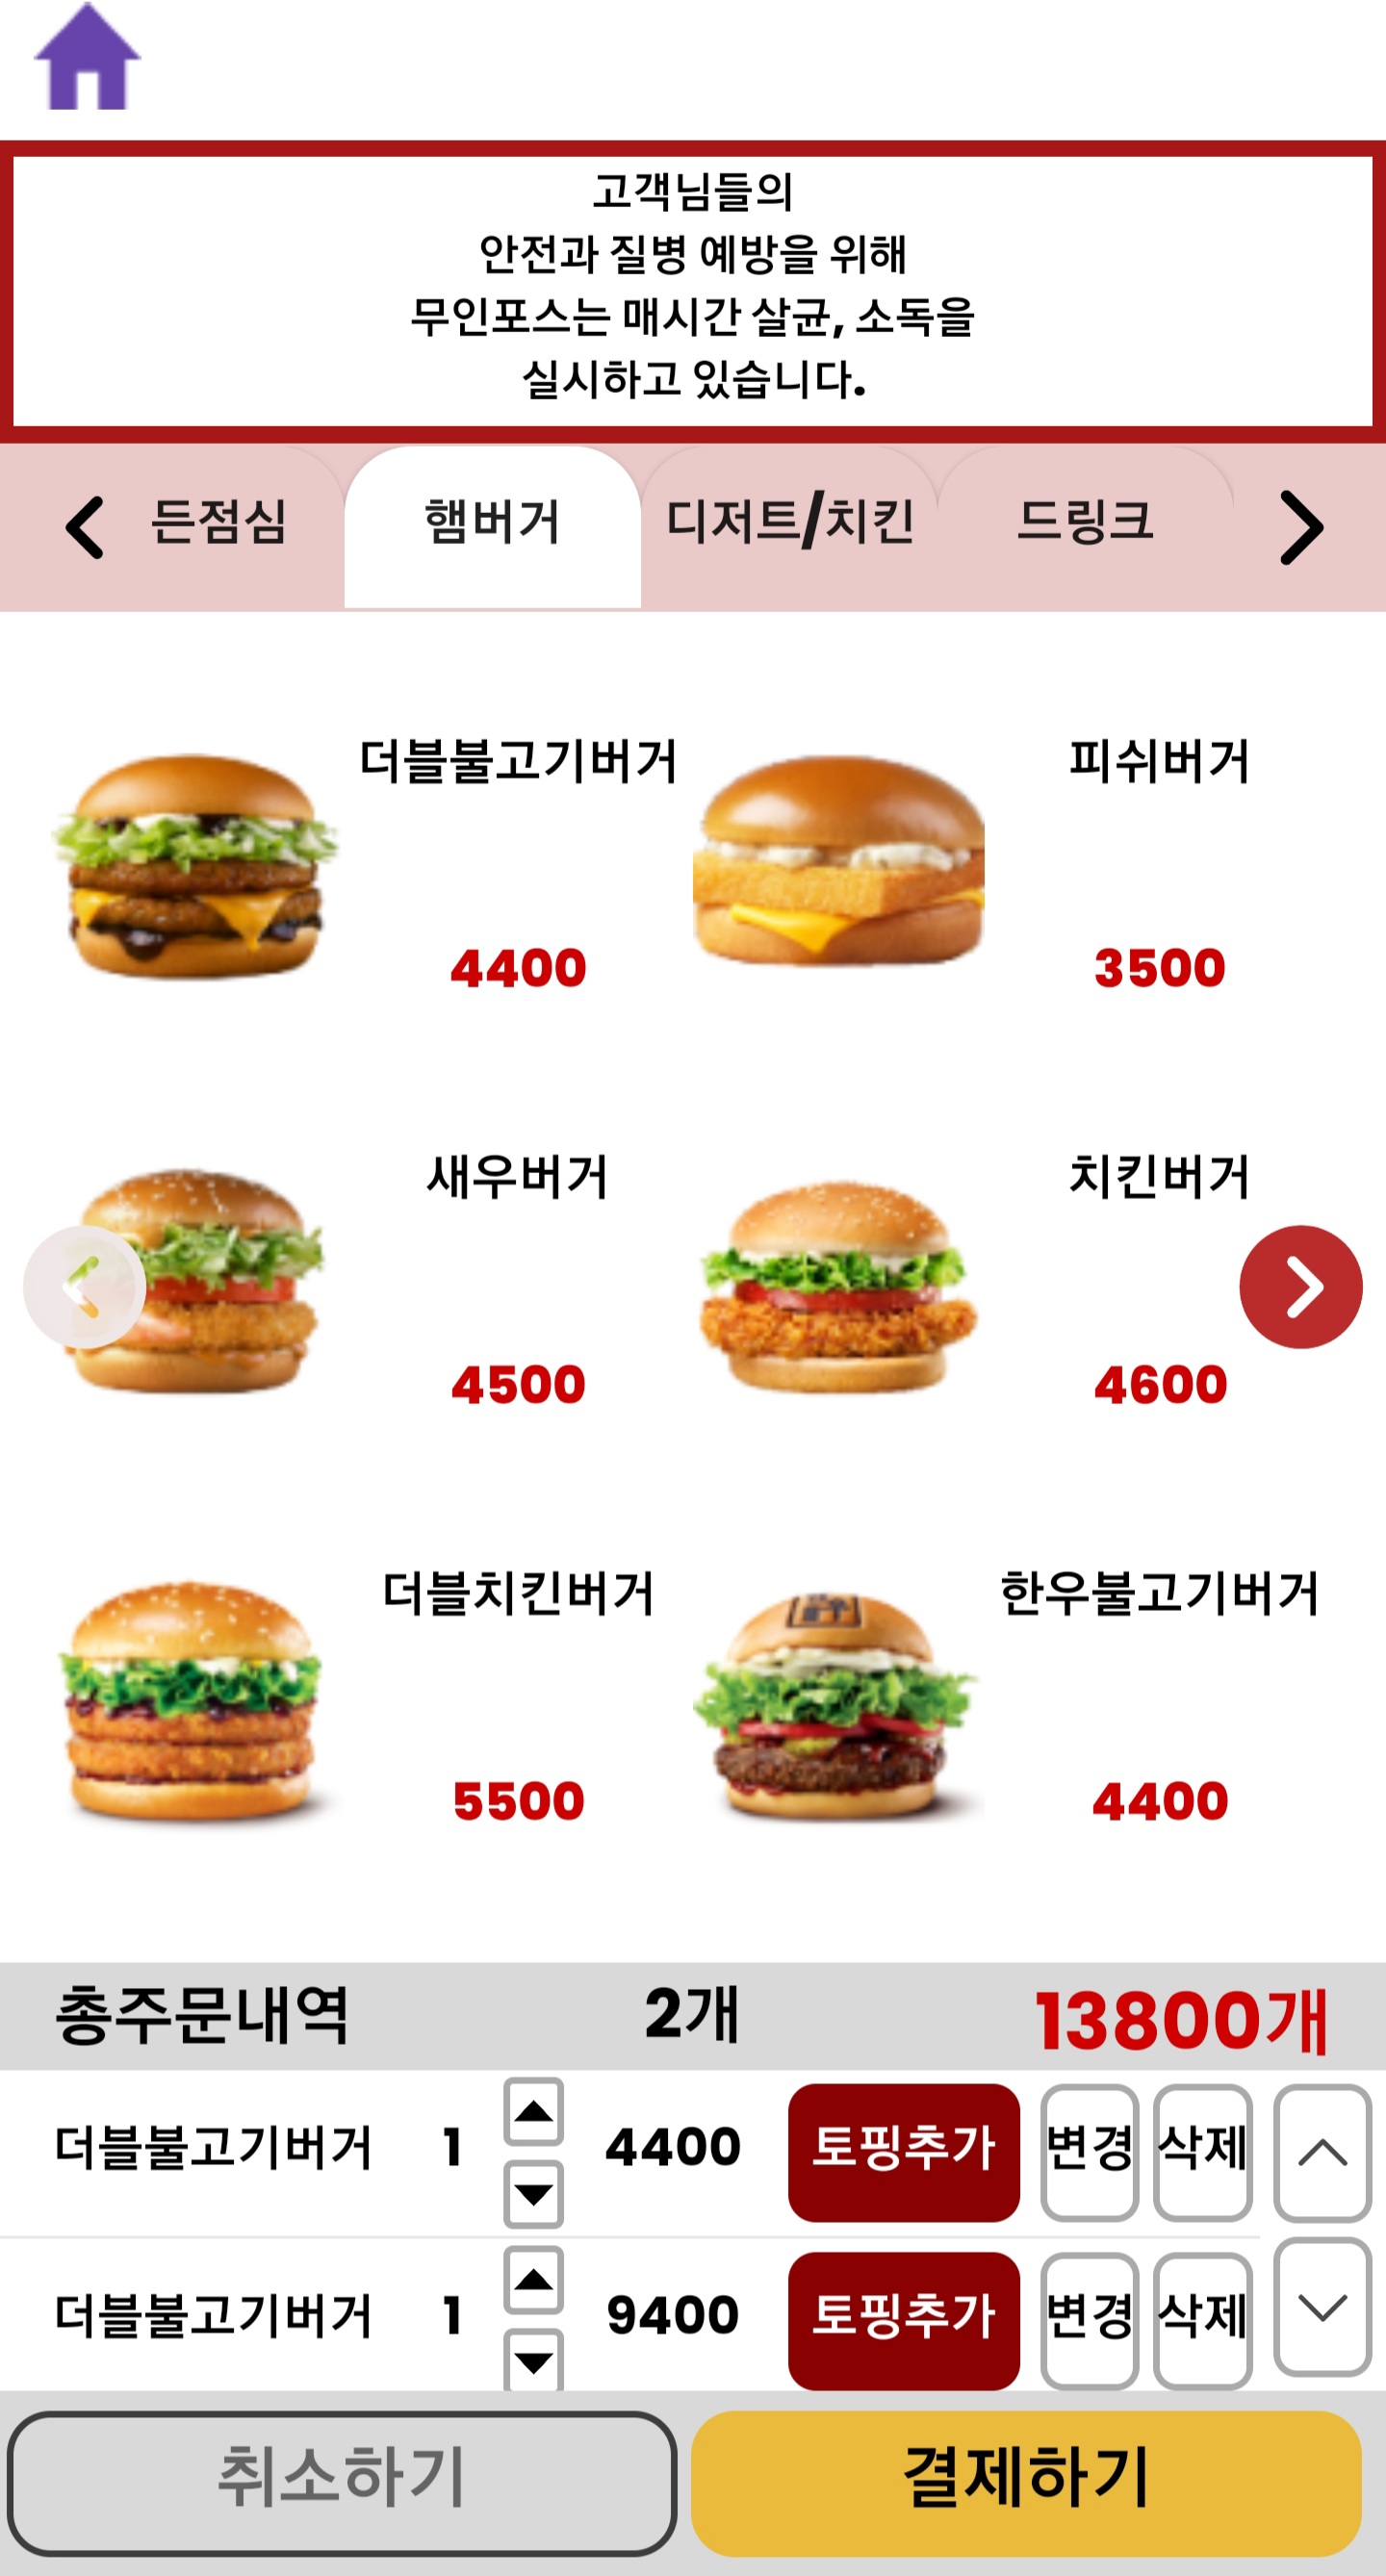 고객님들의
안전과 질병 예방을 위해
무인포스는 매시간 살균, 소독을
실시하고 있습니다.
든점심 햄버거 디저트/치킨 드링크
더블불고기버거 피쉬버거
4400 3500
새우버거 치킨버거
4500 4600
더블치킨버거 한우불고기버거
5500 4400
총주문내역 2개 13800개
더블불고기버거 1 4400 토핑추가 변경 삭제
더블불고기버거 1 9400 토핑추가 변경 삭제
취소하기 결제하기